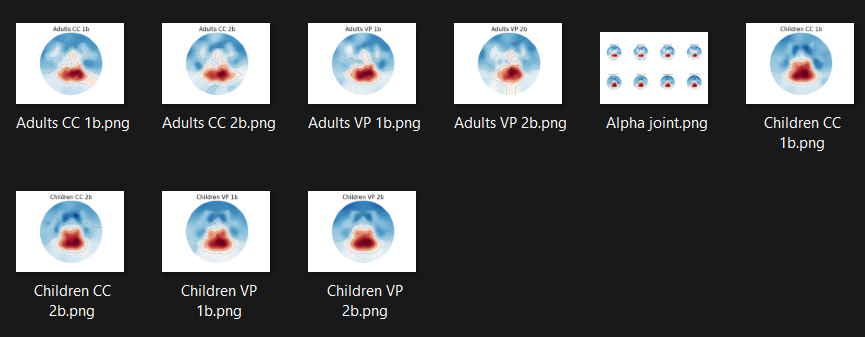 Adults CC 1b
Adults CC 2b
Adults VP 1b
Adults VP 2b
Children CC 1b
Adults CC 1b.png
Adults CC 2b.png
Adults VP 1b.png
Adults VP 2b.png
Alpha joint.png
Children CC
1b.png
Children CC 2b
Children VP 1b
Children VP 2b
Children CC
2b.png
Children VP
1b.png
Children VP
2b.png